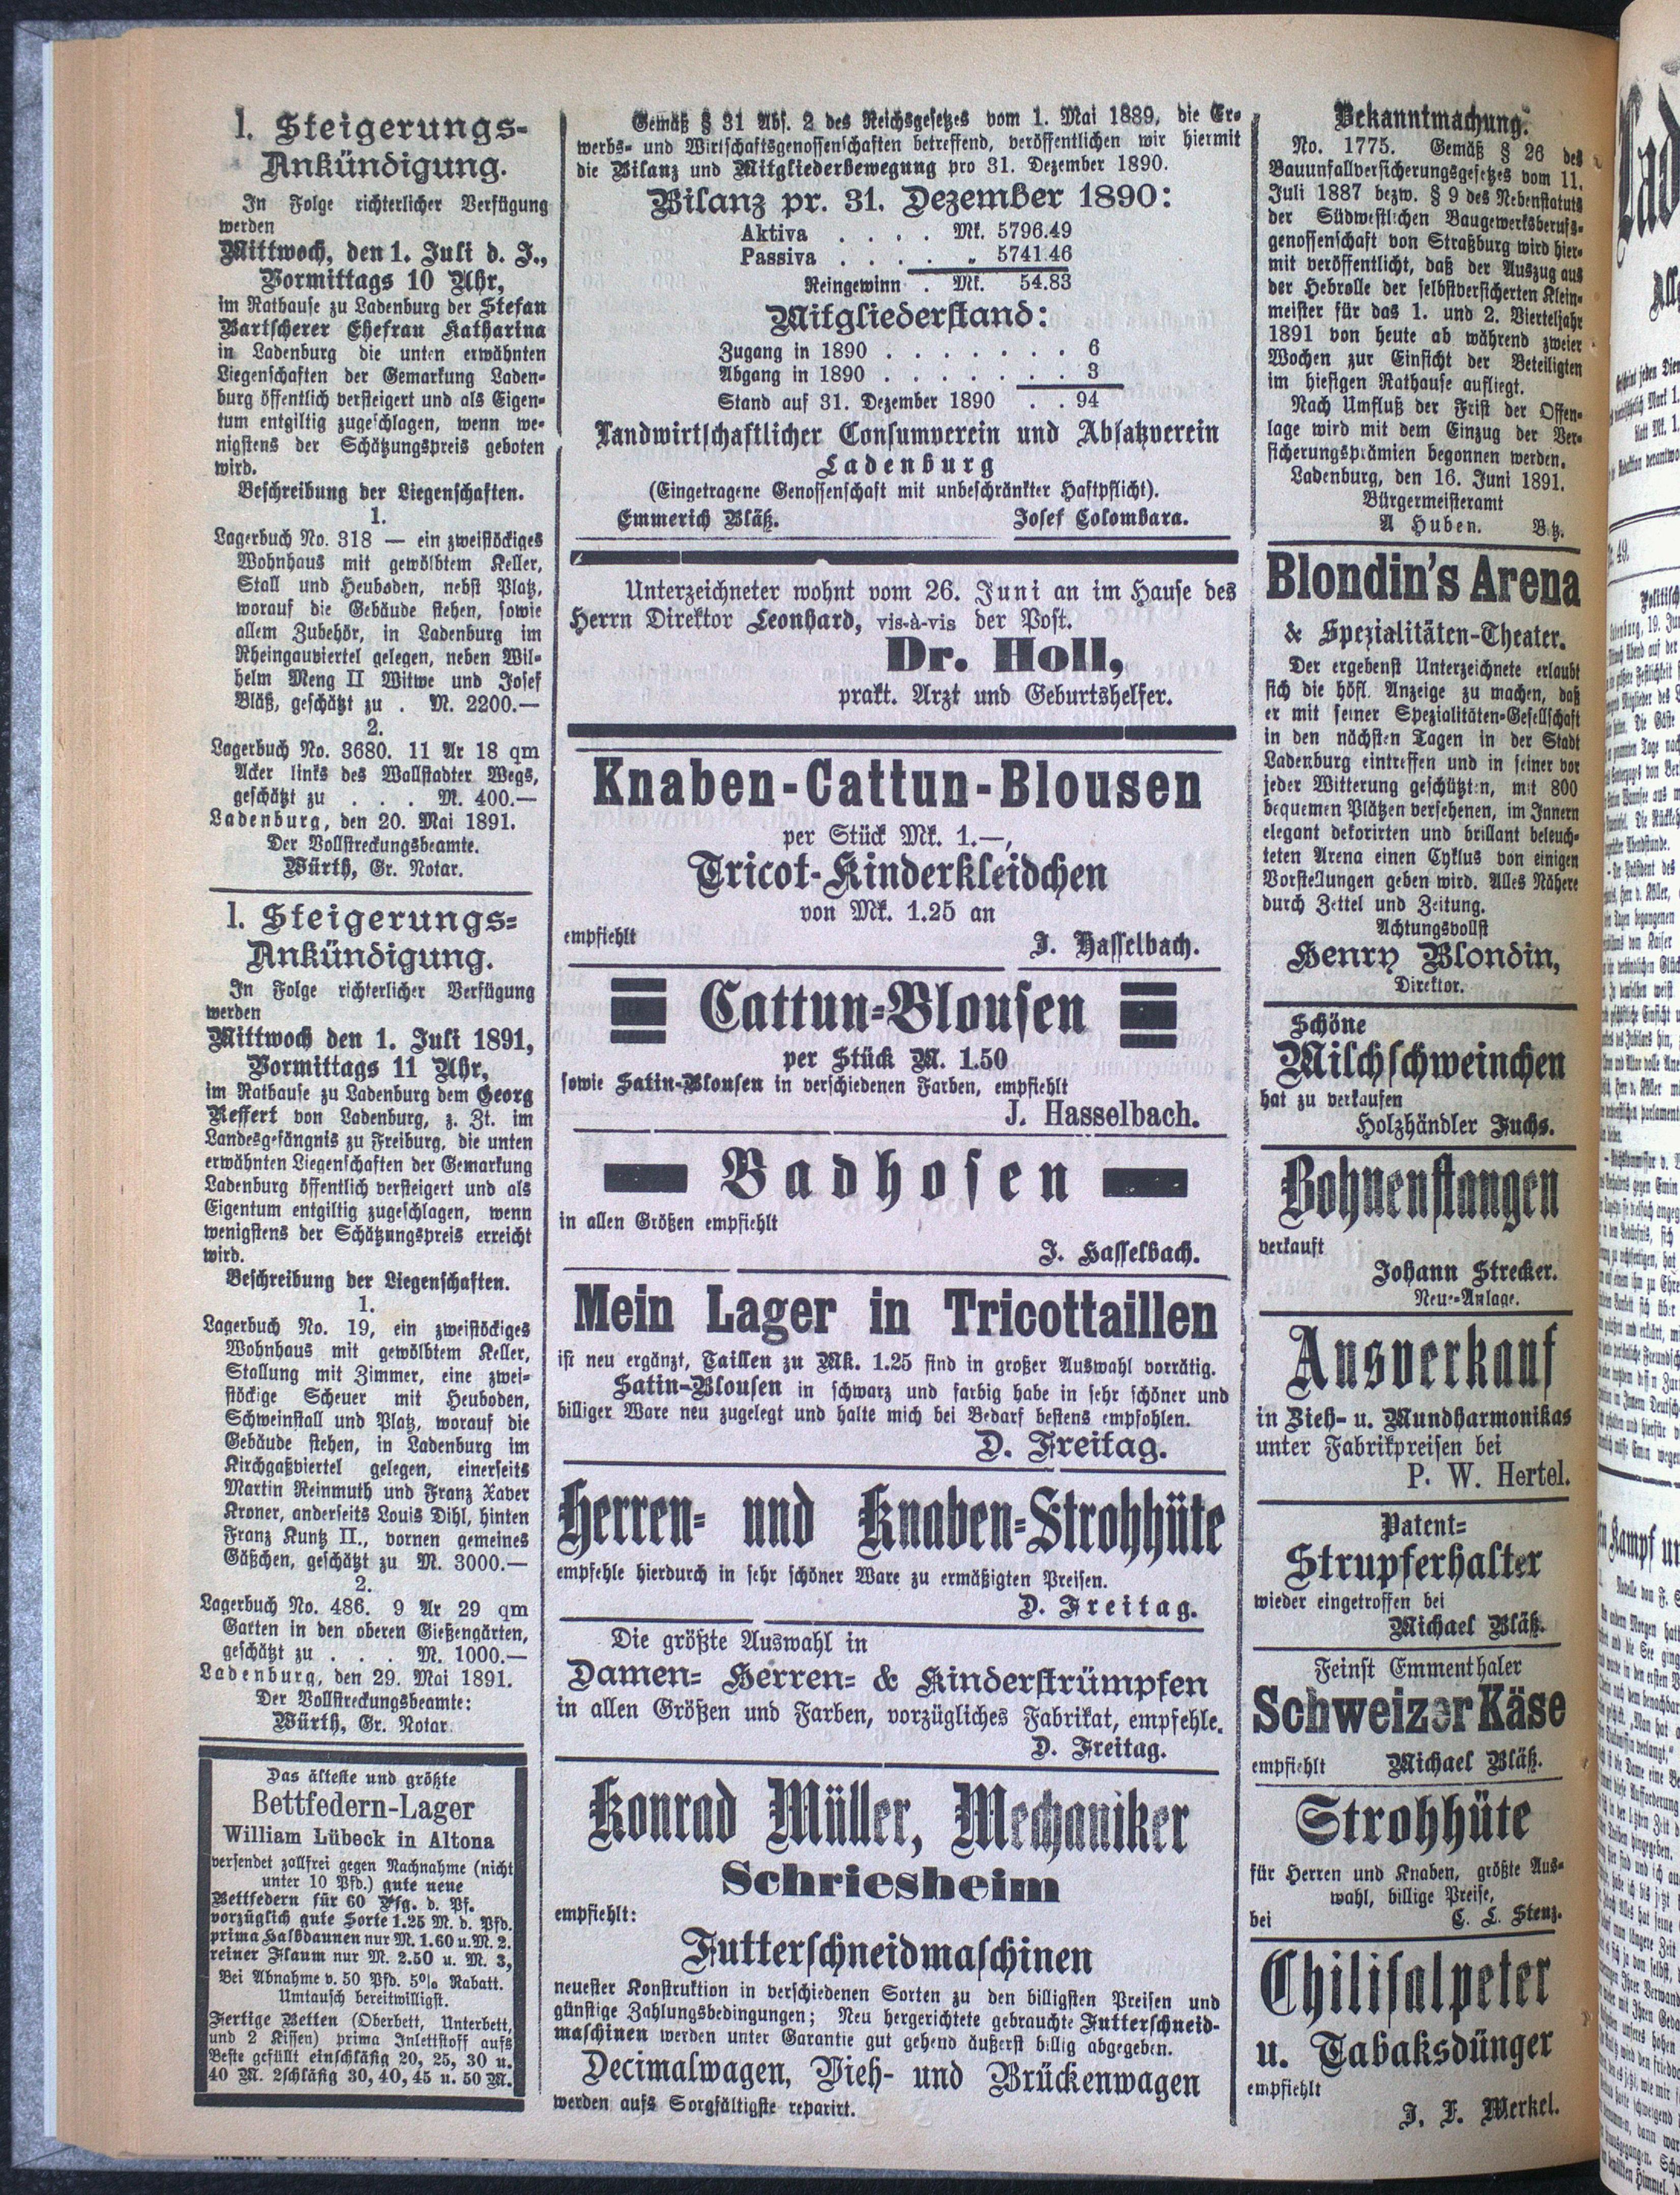 1. Steigerungs-
Ankündigung.
In Folge richterlicher Verfügung
werden
Mittwoch, den 1. Juli d. J.,
Vormittags 10 Uhr,
im Rathause zu Ladenburg der Stefan
Bartscherer Ehefrau Katharina
in Ladenburg die unten erwähnten
Liegenschaften der Gemarkung Laden-
burg öffentlich versteigert und als Eigen-
tum entgiltig zugeschlagen, wenn we-
nigstens der Schätzungspreis geboten
wird.
Beschreibung der Liegenschaften.
1.
Lagerbuch No. 318 — ein zweistöckiges
Wohnhaus mit gewölbtem Keller,
Stall und Heuboden, nebst Platz,
worauf die Gebäude stehen, sowie
allem Zubehör, in Ladenburg im
Rheingauviertel gelegen, neben Wil-
helm Meng II Witwe und Josef
Bläß, geschätzt zu . M. 2200.—
2.
Lagerbuch No. 3680. 11 Ar 18 qm
Acker links des Wallstadter Wegs,
geschätzt zu . . . M. 400.—
Ladenburg, den 20. Mai 1891.
Der Vollstreckungsbeamte.
Würth, Gr. Notar.
1. Steigerungs-
Ankündigung.
In Folge richterlicher Verfügung
werden
Mittwoch den 1. Juli 1891,
Vormittags 11 Uhr,
im Rathause zu Ladenburg dem Georg
Reffert von Ladenburg, z. Zt. im
Landesgefängnis zu Freiburg, die unten
erwähnten Liegenschaften der Gemarkung
Ladenburg öffentlich versteigert und als
Eigentum entgiltig zugeschlagen, wenn
wenigstens der Schätzungspreis erreicht
wird.
Beschreibung der Liegenschaften.
1.
Lagerbuch No. 19, ein zweistöckiges
Wohnhaus mit gewölbtem Keller,
Stallung mit Zimmer, eine zwei-
stöckige Scheuer mit Heuboden,
Schweinstall und Platz, worauf die
Gebäude stehen, in Ladenburg im
Kirchgaßviertel gelegen, einerseits
Martin Reinmuth und Franz Xaver
Kroner, anderseits Louis Dihl, hinten
Franz Kuntz II., vornen gemeines
Gäßchen, geschätzt zu M. 3000.—
2.
Lagerbuch No. 486. 9 Ar 29 qm
Garten in den oberen Gießengärten,
geschätzt zu . . . M. 1000.—
Ladenburg, den 29. Mai 1891.
Der Vollstreckungsbeamte:
Würth, Gr. Notar.
Das älteste und größte
Bettfedern-Lager
William Lübeck in Altona
versendet zollfrei gegen Nachnahme (nicht
unter 10 Pfd.) gute neue
Bettfedern für 60 Pfg. d. Pf.
vorzüglich gute Sorte 1.25 M. d. Pfd.
prima Halbdaunen nur M. 1.60 u. M. 2.
reiner Flaum nur M. 2.50 u. M. 3,
Bei Abnahme v. 50 Pfd. 5% Rabatt.
Umtausch bereitwilligst.
Fertige Betten (Oberbett, Unterbett,
und 2 Kissen) prima Inlettstoff aufs
Beste gefüllt einschläfig 20, 25, 30 u.
40 M. 2schläfig 30, 40, 45 u. 50 M.
Gemäß § 31 Abs. 2 des Reichsgesetzes vom 1. Mai 1889, die Er-
werbs- und Wirtschaftsgenossenschaften betreffend, veröffentlichen wir hiermit
die Bilanz und Mitgliederbewegung pro 31. Dezember 1890.
Bilanz pr. 31. Dezember 1890:
Aktiva . . . . Mk. 5796.49
Passiva . . . . „ 5741.46
Reingewinn . Mk. 54.83
Mitgliederstand:
Zugang in 1890 . . . . . . . 6
Abgang in 1890 . . . . . . . 3
Stand auf 31. Dezember 1890 . . 94
Landwirtschaftlicher Consumverein und Absatzverein
Ladenburg
(Eingetragene Genossenschaft mit unbeschränkter Haftpflicht).
Emmerich Bläß. Josef Colombara.
Unterzeichneter wohnt vom 26. Juni an im Hause des
Herrn Direktor Leonhard, vis-à-vis der Post.
Dr. Holl,
prakt. Arzt und Geburtshelfer.
Knaben-Cattun-Blousen
per Stück Mk. 1.—,
Tricot-Kinderkleidchen
von Mk. 1.25 an
empfiehlt
J. Hasselbach.
Cattun-Blousen
per Stück M. 1.50
sowie Satin-Blousen in verschiedenen Farben, empfiehlt
J. Hasselbach.
Badhosen
in allen Größen empfiehlt
J. Hasselbach.
Mein Lager in Tricottaillen
ist neu ergänzt, Taillen zu Mk. 1.25 sind in großer Auswahl vorrätig.
Satin-Blousen in schwarz und farbig habe in sehr schöner und
billiger Ware neu zugelegt und halte mich bei Bedarf bestens empfohlen.
D. Freitag.
Herren- und Knaben-Strohhüte
empfehle hierdurch in sehr schöner Ware zu ermäßigten Preisen.
D. Freitag.
Die größte Auswahl in
Damen- Herren- & Kinderstrümpfen
in allen Größen und Farben, vorzügliches Fabrikat, empfehle.
D. Freitag.
Konrad Müller, Mechaniker
Schriesheim
empfiehlt:
Futterschneidmaschinen
neuester Konstruktion in verschiedenen Sorten zu den billigsten Preisen und
günstige Zahlungsbedingungen; Neu hergerichtete gebrauchte Futterschneid-
maschinen werden unter Garantie gut gehend äußerst billig abgegeben.
Decimalwagen, Vieh- und Brückenwagen
werden aufs Sorgfältigste reparirt.
Bekanntmachung.
No. 1775. Gemäß § 26 des
Bauunfallversicherungsgesetzes vom 11.
Juli 1887 bezw. § 9 des Nebenstatuts
der Südwestlichen Baugewerksberufs-
genossenschaft von Straßburg wird hier-
mit veröffentlicht, daß der Auszug aus
der Hebrolle der selbstversicherten Klein-
meister für das 1. und 2. Vierteljahr
1891 von heute ab während zweier
Wochen zur Einsicht der Beteiligten
im hiesigen Rathause aufliegt.
Nach Umfluß der Frist der Offen-
lage wird mit dem Einzug der Ver-
sicherungsprämien begonnen werden.
Ladenburg, den 16. Juni 1891.
Bürgermeisteramt
A Huben.
Blondin's Arena
& Spezialitäten-Theater.
Der ergebenst Unterzeichnete erlaubt
sich die höfl. Anzeige zu machen, daß
er mit seiner Spezialitäten-Gesellschaft
in den nächsten Tagen in der Stadt
Ladenburg eintreffen und in seiner vor
jeder Witterung geschützten, mit 800
bequemen Plätzen versehenen, im Innern
elegant dekorirten und brillant beleuch-
teten Arena einen Cyklus von einigen
Vorstellungen geben wird. Alles Nähere
durch Zettel und Zeitung.
Achtungsvollst
Henry Blondin,
Direktor.
Schöne
Milchschweinchen
hat zu verkaufen
Holzhändler Fuchs.
Bohnenstangen
verkauft
Johann Strecker.
Neue-Anlage.
Ausverkauf
in Zieh- u. Mundharmonikas
unter Fabrikpreisen bei
P. W. Hertel.
Patent-
Strupferhalter
wieder eingetroffen bei
Michael Bläß.
Feinst Emmenthaler
Schweizer Käse
empfiehlt Michael Bläß.
Strohhüte
für Herren und Knaben, größte Aus-
wahl, billige Preise,
bei C. L. Stenz.
Chilisalpeter
u. Tabaksdünger
empfiehlt
J. F. Merkel.